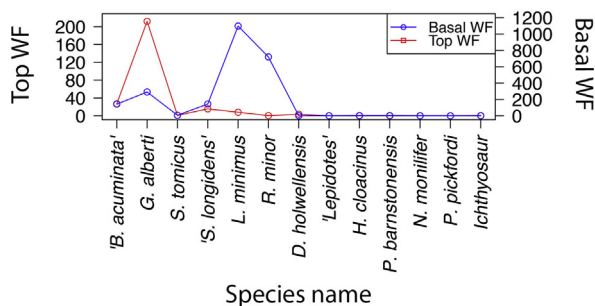 Top WF
200
160
120
80
40
0
Basal WF
Top WF
1200
1000
800
600
400
200
0
Basal WF
'B. acuminata'
G. alberti
S. tomicus
'S. longidens'
L. minimus
R. minor
D. holwellensis
'Lepidotes'
H. cloacinus
P. barnstonensis
N. monilifer
P. pickfordi
Ichthyosaur
Species name